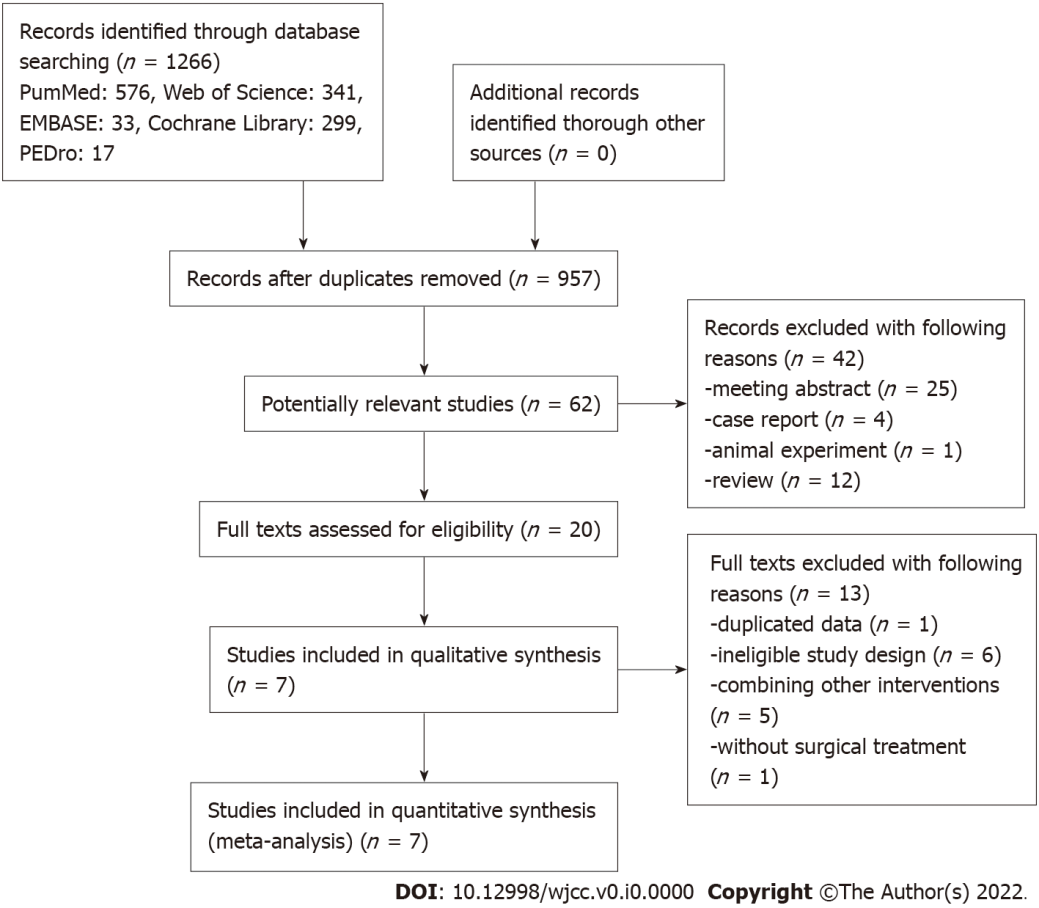 Records identified through database
searching (n = 1266)
PumMed: 576, Web of Science: 341,
EMBASE: 33, Cochrane Library: 299,
PEDro: 17
Additional records
identified thorough other
sources (n = 0)
Records after duplicates removed (n = 957)
Records excluded with following
reasons (n = 42)
-meeting abstract (n = 25)
-case report (n = 4)
-animal experiment (n = 1)
-review (n = 12)
Potentially relevant studies (n = 62)
Full texts assessed for eligibility (n = 20)
Full texts excluded with following
reasons (n = 13)
-duplicated data (n = 1)
-ineligible study design (n = 6)
-combining other interventions
(n = 5)
-without surgical treatment
(n = 1)
Studies included in qualitative synthesis
(n = 7)
Studies included in quantitative synthesis
(meta-analysis) (n = 7)
DOI: 10.12998/wjcc.v0.i0.0000 Copyright ©The Author(s) 2022.